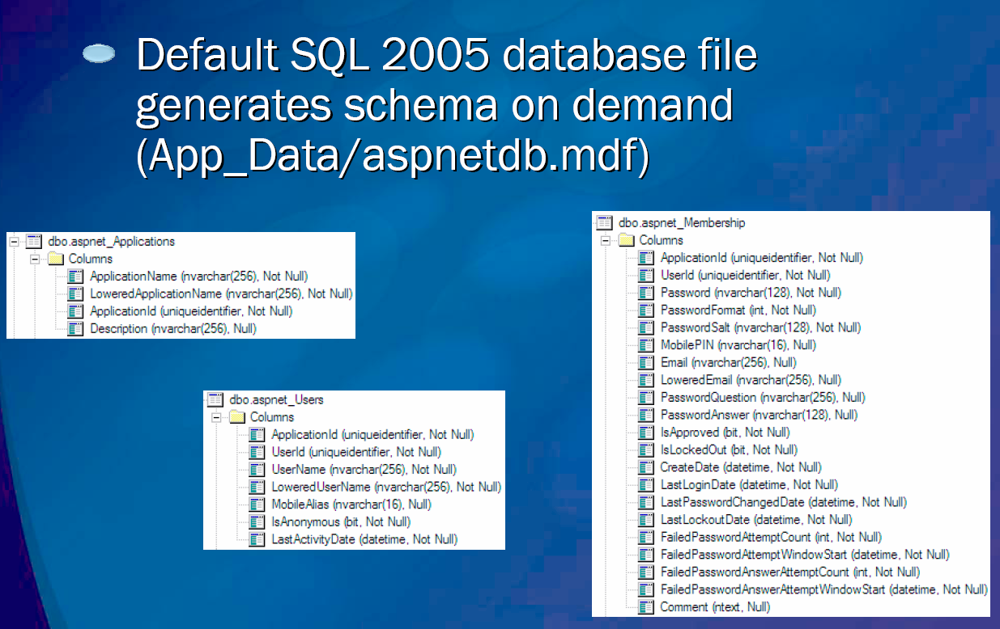 Default SQL 2005 database file
generates schema on demand
(App_Data/aspnetdb.mdf)
dbo.aspnet_Applications
Columns
ApplicationName (nvarchar(256), Not Null)
LoweredApplicationName (nvarchar(256), Not Null)
ApplicationId (uniqueidentifier, Not Null)
Description (nvarchar(256), Null)
dbo.aspnet_Users
Columns
ApplicationId (uniqueidentifier, Not Null)
UserId (uniqueidentifier, Not Null)
UserName (nvarchar(256), Not Null)
LoweredUserName (nvarchar(256), Not Null)
MobileAlias (nvarchar(16), Null)
IsAnonymous (bit, Not Null)
LastActivityDate (datetime, Not Null)
dbo.aspnet_Membership
Columns
ApplicationId (uniqueidentifier, Not Null)
UserId (uniqueidentifier, Not Null)
Password (nvarchar(128), Not Null)
PasswordFormat (int, Not Null)
PasswordSalt (nvarchar(128), Not Null)
MobilePIN (nvarchar(16), Null)
Email (nvarchar(256), Null)
LoweredEmail (nvarchar(256), Null)
PasswordQuestion (nvarchar(256), Null)
PasswordAnswer (nvarchar(128), Null)
IsApproved (bit, Not Null)
IsLockedOut (bit, Not Null)
CreateDate (datetime, Not Null)
LastLoginDate (datetime, Not Null)
LastPasswordChangedDate (datetime, Not Null)
LastLockoutDate (datetime, Not Null)
FailedPasswordAttemptCount (int, Not Null)
FailedPasswordAttemptWindowStart (datetime, Not Null)
FailedPasswordAnswerAttemptCount (int, Not Null)
FailedPasswordAnswerAttemptWindowStart (datetime, Not Null)
Comment (ntext, Null)